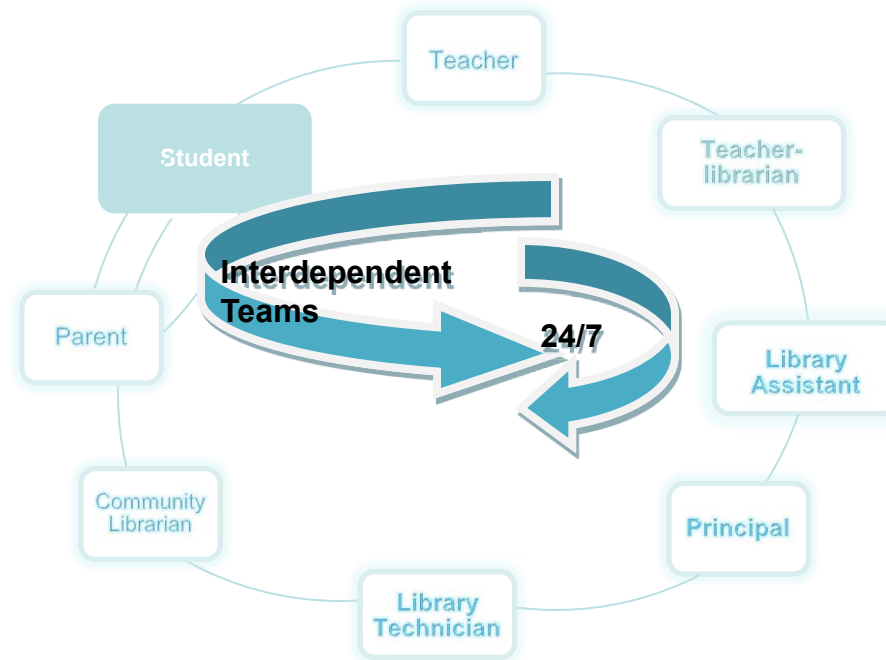 Teacher
Student
Teacher-
librarian
Interdependent
Teams
24/7
Parent
Library
Assistant
Community
Librarian
Principal
Library
Technician